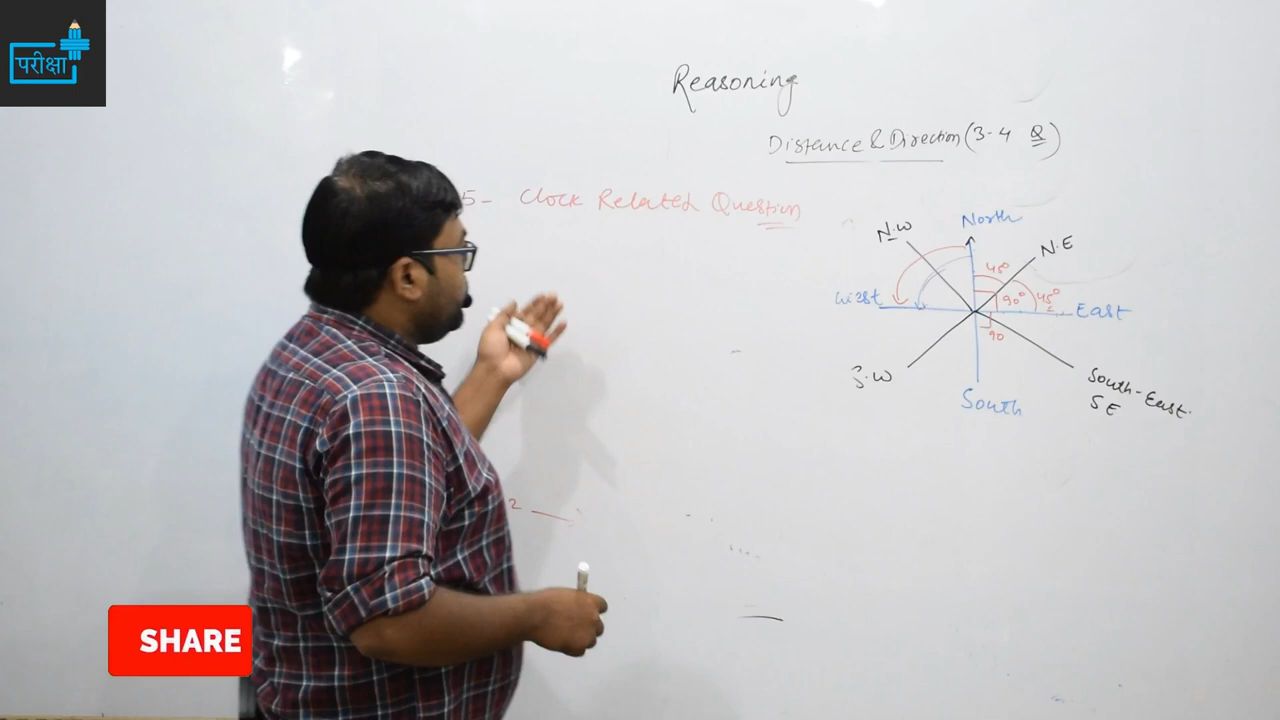 परीक्षा
Reasoning
Distance & Direction (3-4 Q)
5- Clock Related Question
North
N.W
N.E
45°
West
90°
45°
East
90
S.W
South-East
S E
South
2
SHARE